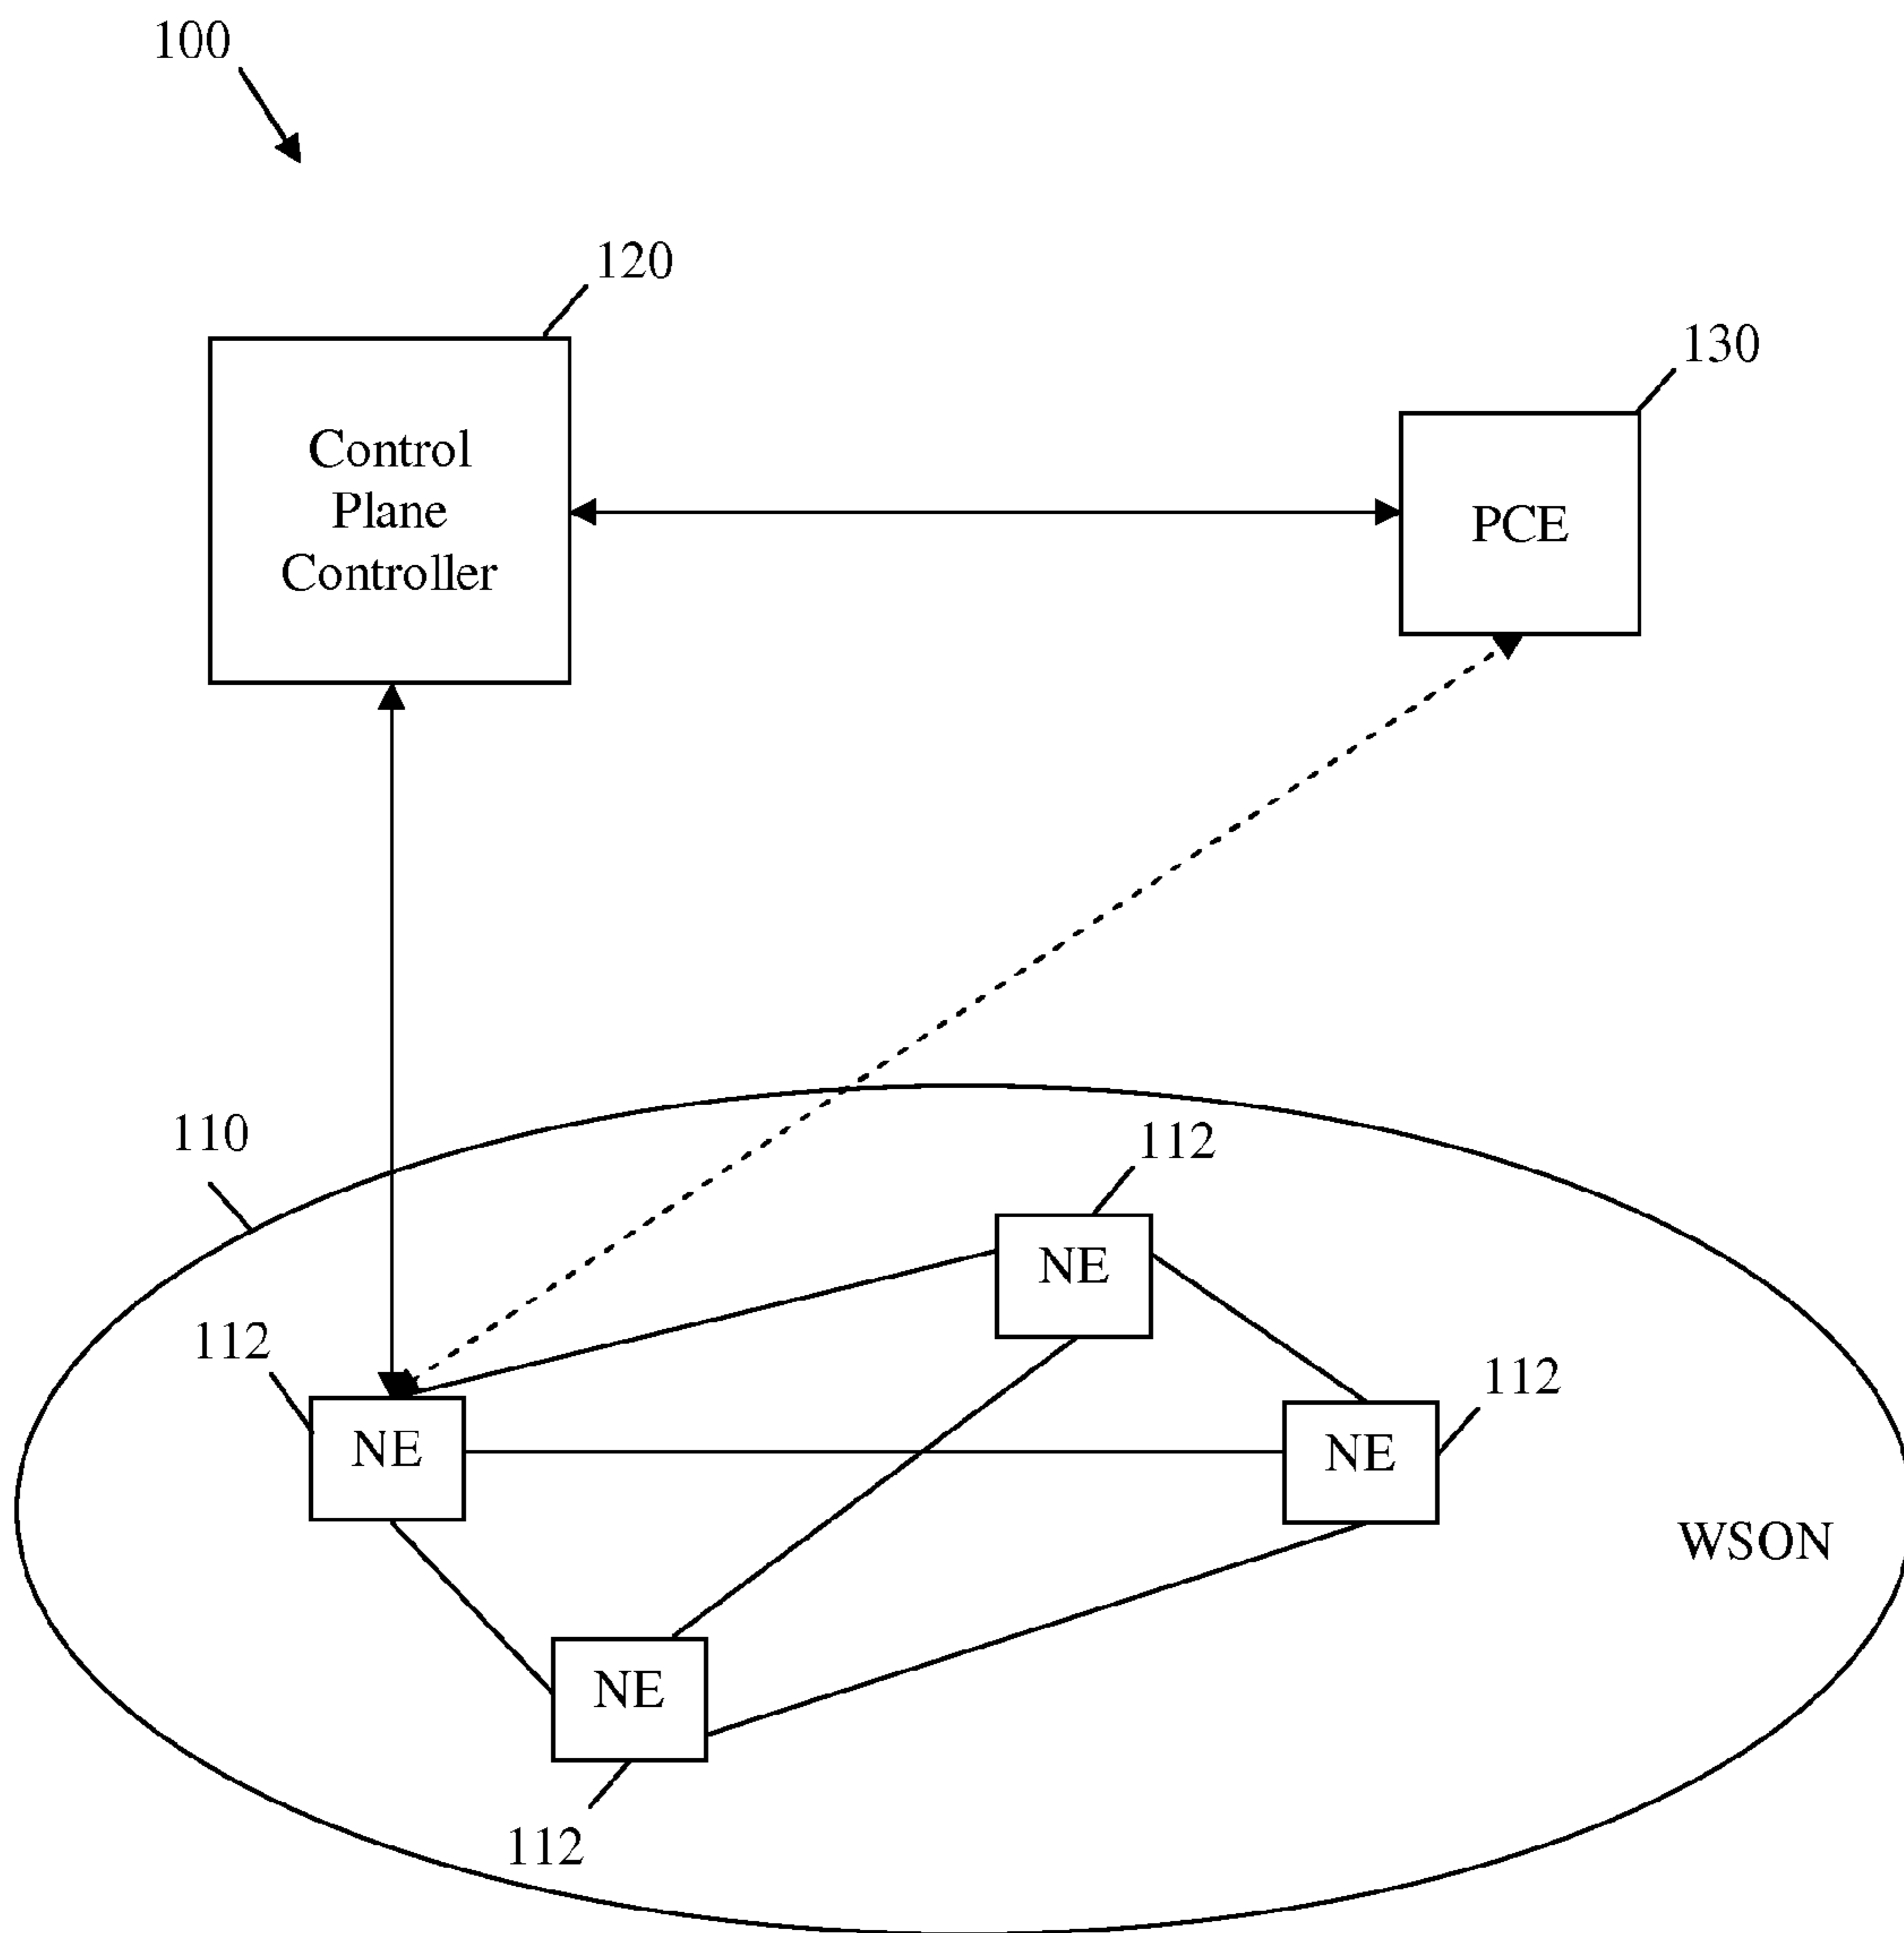 100
120
130
Control
Plane
Controller
PCE
110
112
NE
112
112
NE
NE
WSON
NE
112